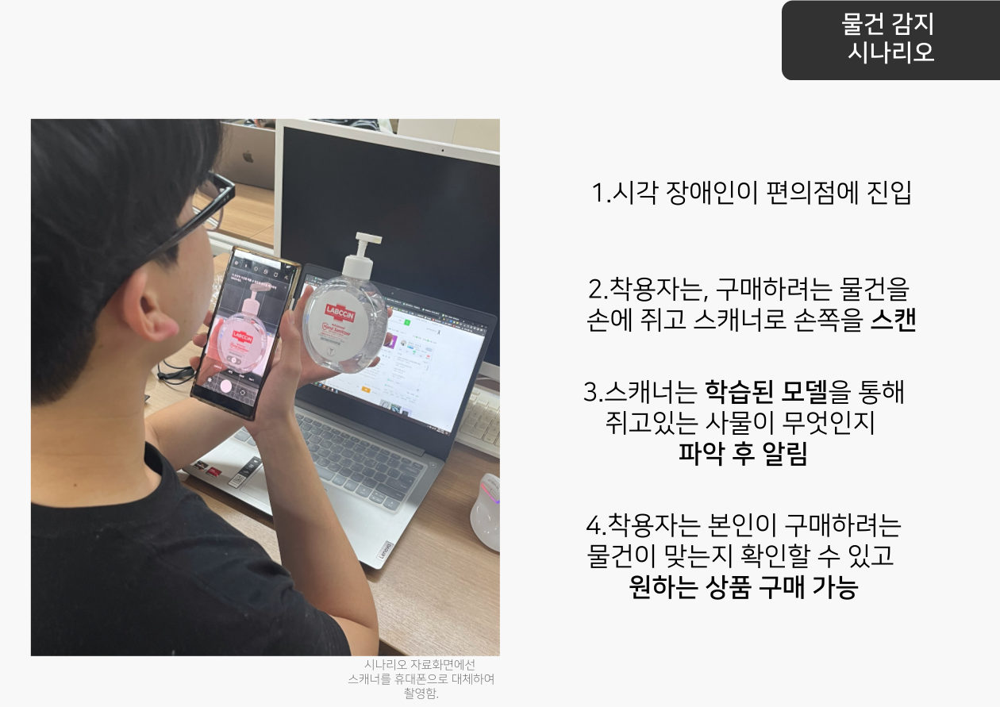 물건 감지
시나리오
1.시각 장애인이 편의점에 진입
2.착용자는, 구매하려는 물건을
손에 쥐고 스캐너로 손쪽을 스캔
3.스캐너는 학습된 모델을 통해
쥐고있는 사물이 무엇인지
파악 후 알림
4.착용자는 본인이 구매하려는
물건이 맞는지 확인할 수 있고
원하는 상품 구매 가능
LABCCiN
Hand Sanitizer
LABCCiN
Lenovo
시나리오 자료화면에선
스캐너를 휴대폰으로 대체하여
촬영함.